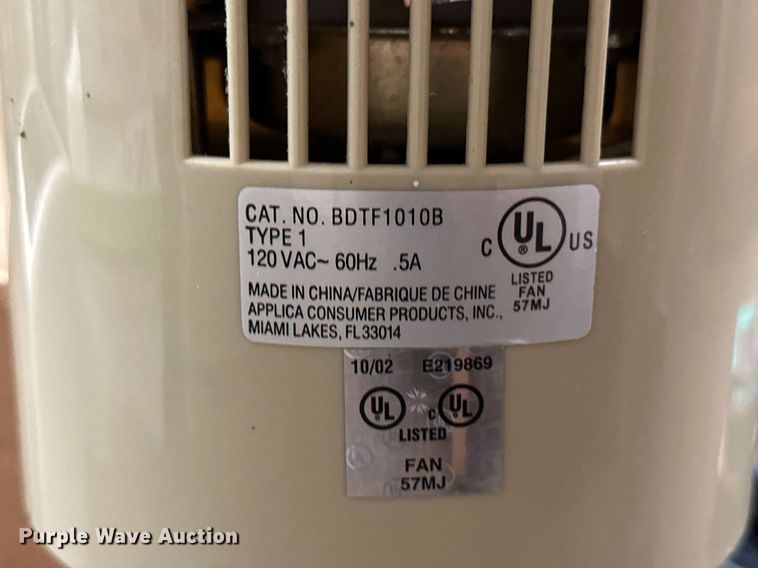 CAT. NO. BDTF1010B
TYPE 1
120 VAC~ 60Hz .5A
MADE IN CHINA/FABRIQUE DE CHINE
APPLICA CONSUMER PRODUCTS, INC.,
MIAMI LAKES, FL33014
C UL ® US
LISTED
FAN
57MJ
10/02 E219869
UL C UL
LISTED
FAN
57MJ
Purple Wave Auction